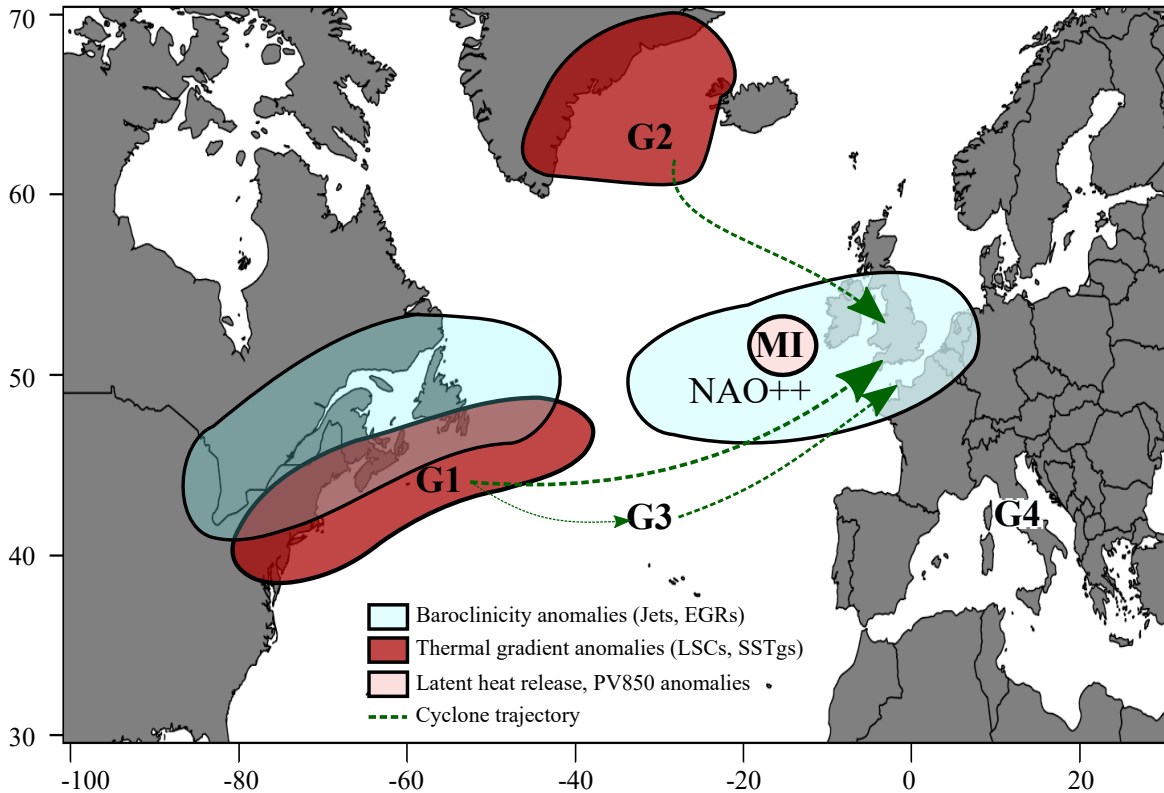 70
60
50
40
30
G2
MI
NAO++
G1
G3
G4
Baroclinicity anomalies (Jets, EGRs)
Thermal gradient anomalies (LSCs, SSTgs)
Latent heat release, PV850 anomalies
Cyclone trajectory
-100 -80 -60 -40 -20 0 20